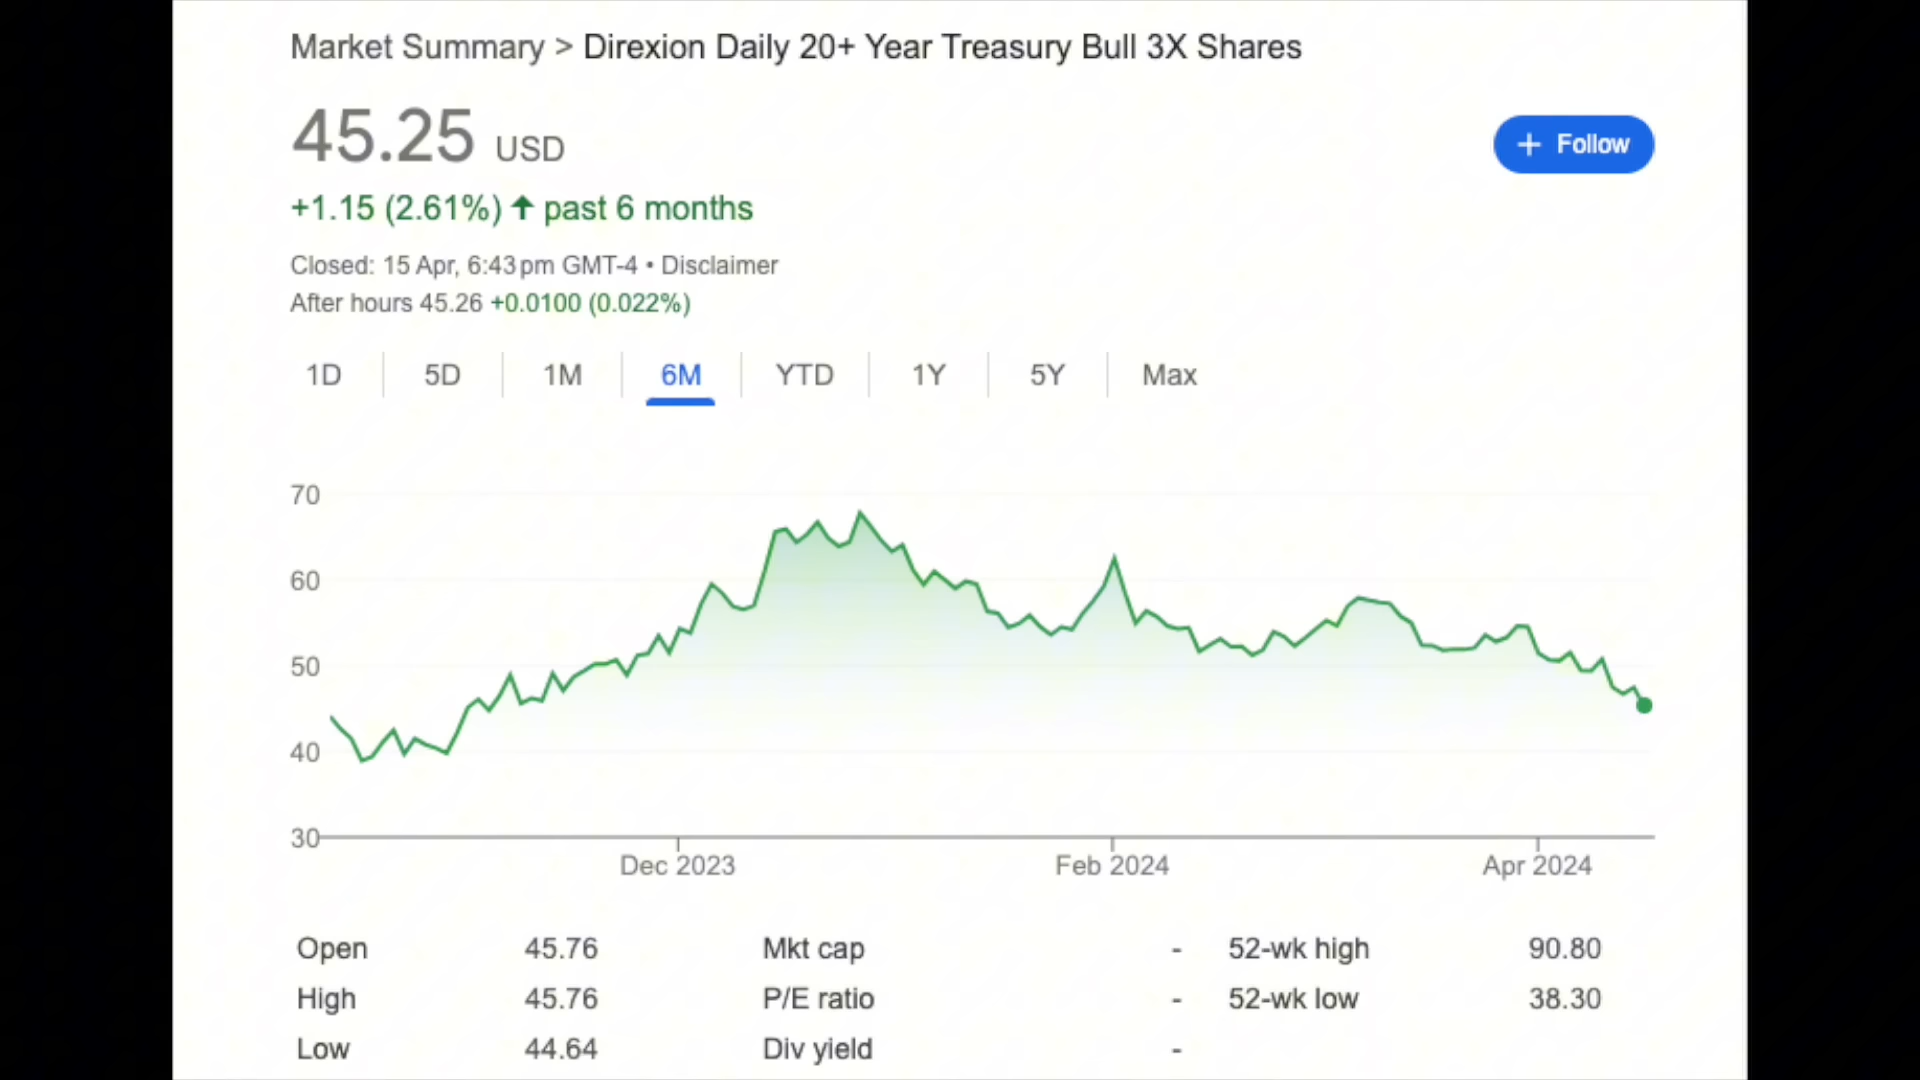 Market Summary > Direxion Daily 20+ Year Treasury Bull 3X Shares
45.25 USD
+ Follow
+1.15 (2.61%) ↑ past 6 months
Closed: 15 Apr, 6:43 pm GMT-4 • Disclaimer
After hours 45.26 +0.0100 (0.022%)
1D 5D 1M 6M YTD 1Y 5Y Max
70
60
50
40
30
Dec 2023 Feb 2024 Apr 2024
Open 45.76 Mkt cap - 52-wk high 90.80
High 45.76 P/E ratio - 52-wk low 38.30
Low 44.64 Div yield -